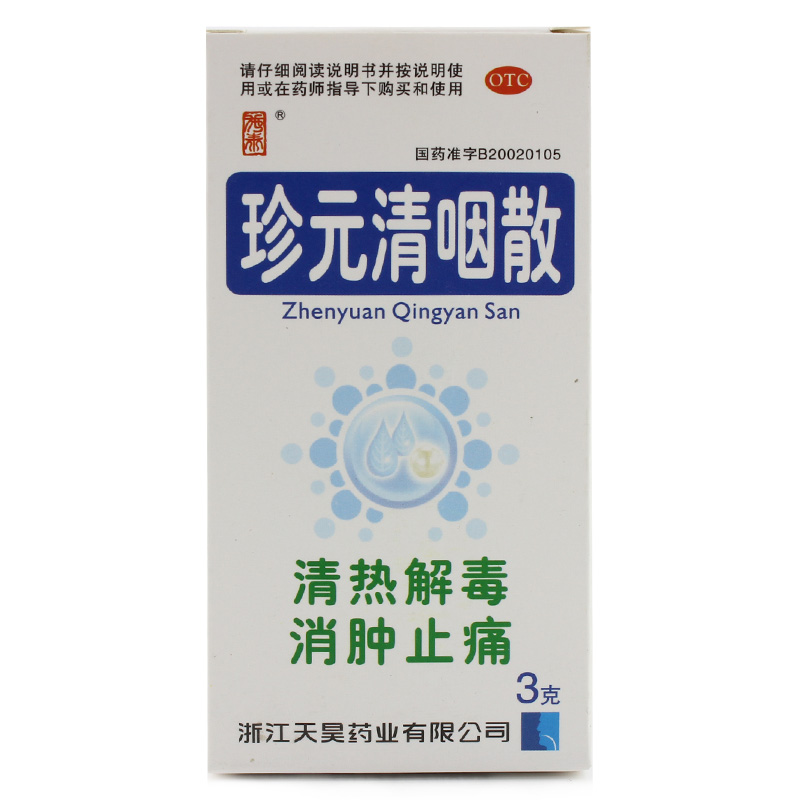 请仔细阅读说明书并按说明使
用或在药师指导下购买和使用
OTC
®
国药准字B20020105
珍元清咽散
Zhenyuan Qingyan San
清热解毒
消肿止痛
3克
浙江天昊药业有限公司